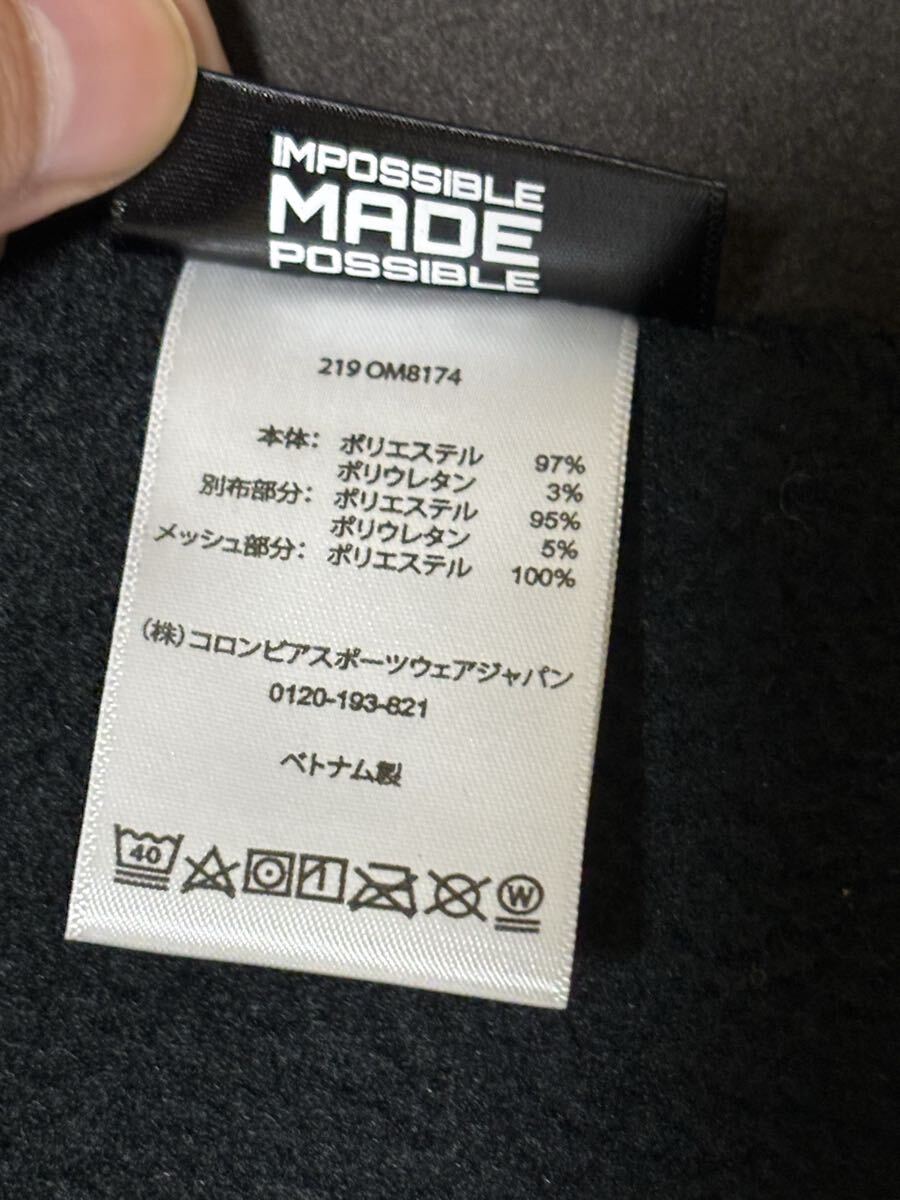 IMPOSSIBLE
MADE
POSSIBLE
219 OM8174
本体: ポリエステル 97%
ポリウレタン 3%
別布部分: ポリエステル 95%
ポリウレタン 5%
メッシュ部分: ポリエステル 100%
(株)コロンビアスポーツウェアジャパン
0120-193-821
ベトナム製
40 W